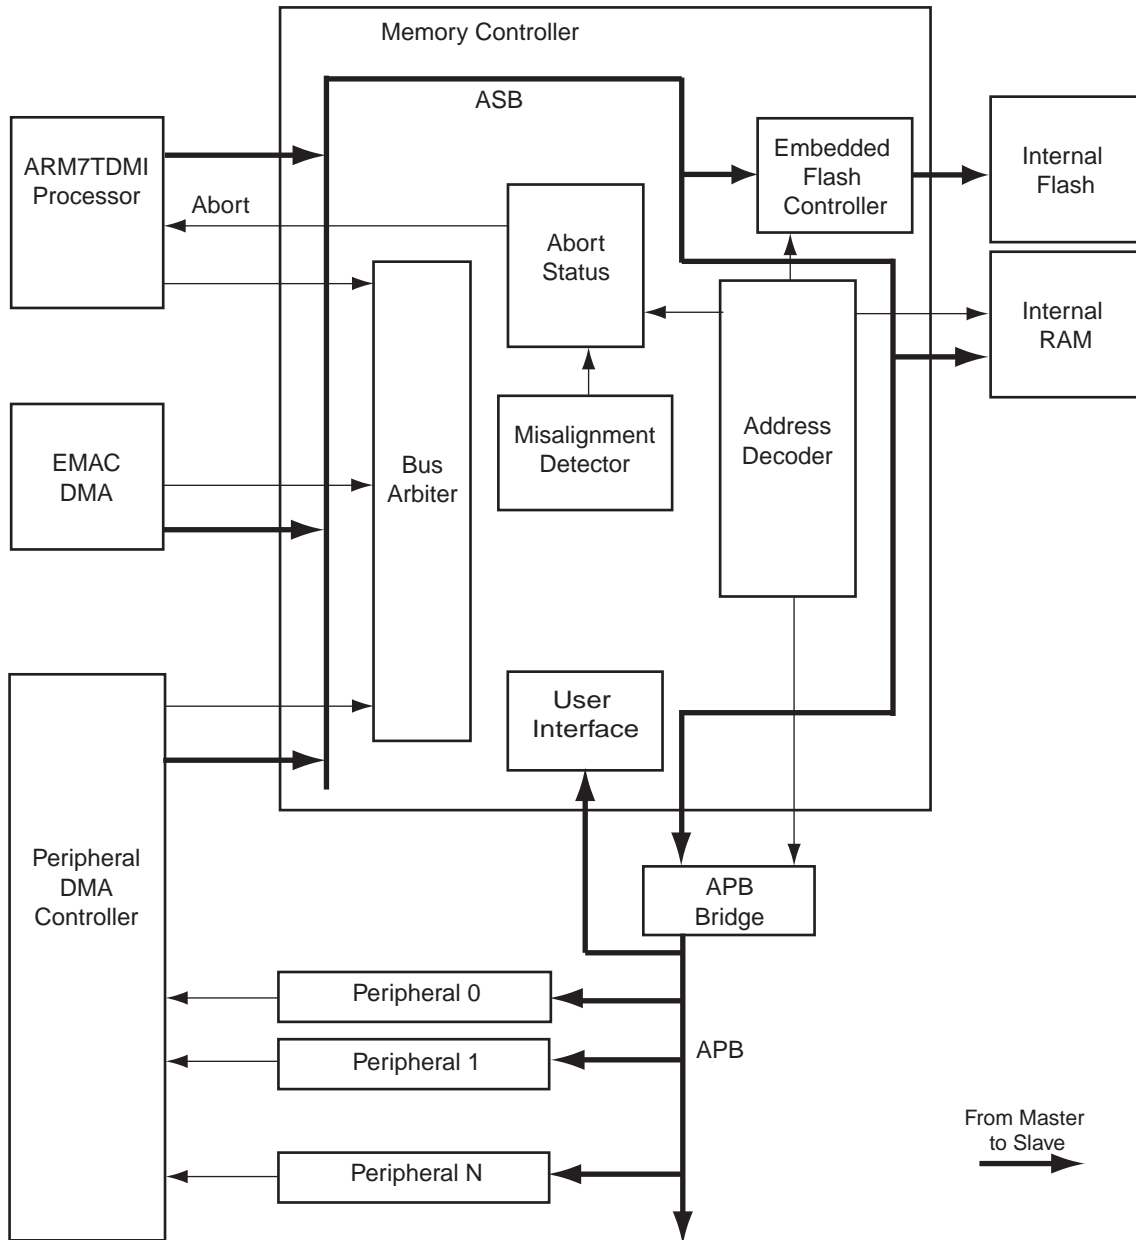 Memory Controller
ASB
ARM7TDMI
Processor
Abort
Embedded
Flash
Controller
Internal
Flash
Abort
Status
Internal
RAM
EMAC
DMA
Bus
Arbiter
Misalignment
Detector
Address
Decoder
User
Interface
Peripheral
DMA
Controller
APB
Bridge
Peripheral 0
Peripheral 1
APB
Peripheral N
From Master
to Slave